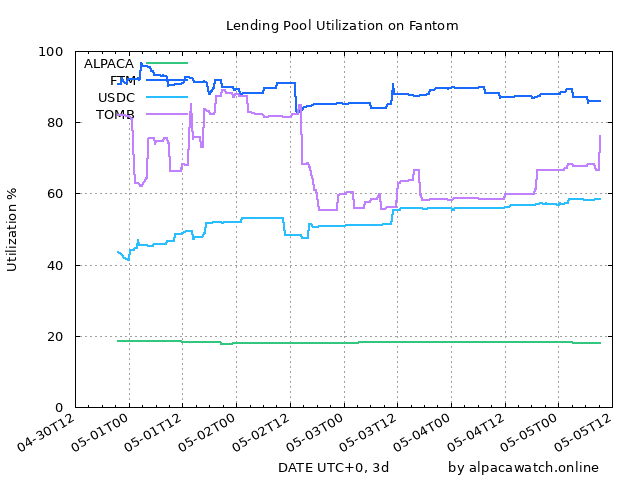 Lending Pool Utilization on Fantom
Utilization %
100
80
60
40
20
0
ALPACA
FTM
USDC
TOMB
04-30T12
05-01T00
05-01T12
05-02T00
05-02T12
05-03T00
05-03T12
05-04T00
05-04T12
05-05T00
05-05T12
DATE UTC+0, 3d
by alpacawatch.online